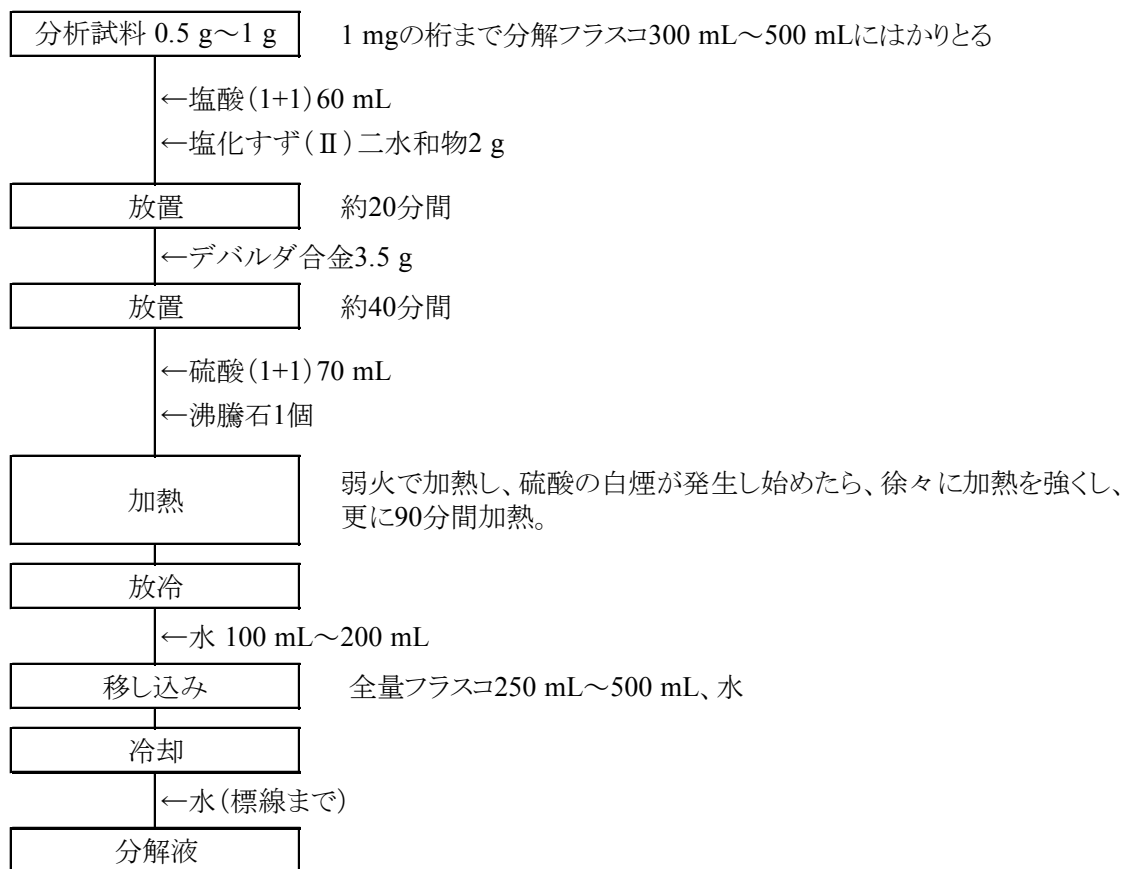 分析試料 0.5 g～1 g
1 mgの桁まで分解フラスコ300 mL～500 mLにはかりとる
←塩酸(1+1)60 mL
←塩化すず(Ⅱ)二水和物2 g
放置
約20分間
←デバルダ合金3.5 g
放置
約40分間
←硫酸(1+1)70 mL
←沸騰石1個
加熱
弱火で加熱し、硫酸の白煙が発生し始めたら、徐々に加熱を強くし、
更に90分間加熱。
放冷
←水 100 mL～200 mL
移し込み
全量フラスコ250 mL～500 mL、水
冷却
←水(標線まで)
分解液